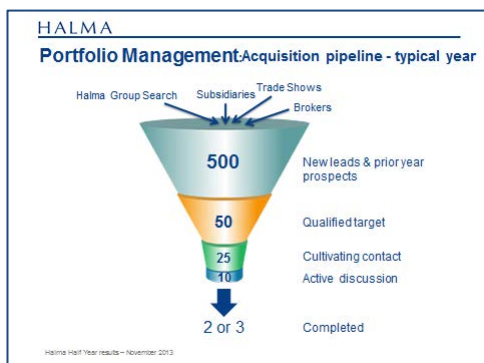 HALMA
Portfolio Management:Acquisition pipeline - typical year
Halma Group Search
Subsidiaries
Trade Shows
Brokers
500
New leads & prior year
prospects
50
Qualified target
25
Cultivating contact
10
Active discussion
2 or 3
Completed
Halma Half Year results – November 2013